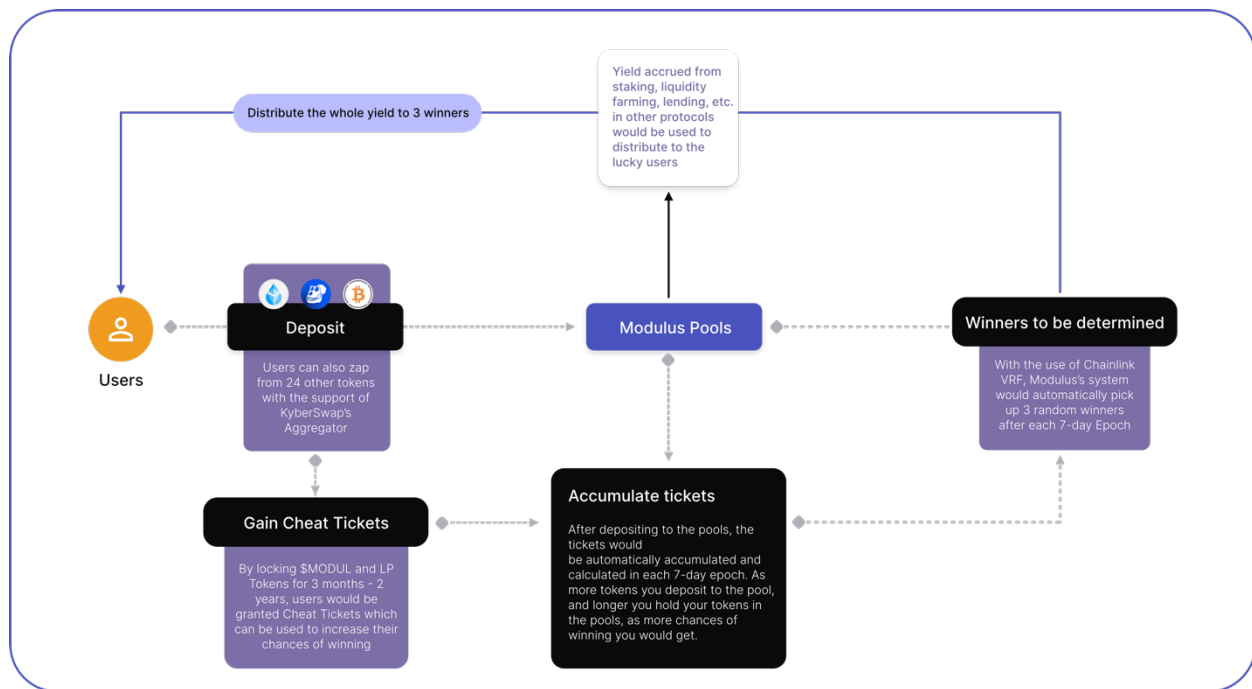 Yield accrued from
staking, liquidity
farming, lending, etc.
in other protocols
would be used to
distribute to the
lucky users
Distribute the whole yield to 3 winners
Users
Deposit
Users can also zap
from 24 other tokens
with the support of
KyberSwap's
Aggregator
Modulus Pools
Winners to be determined
With the use of Chainlink
VRF, Modulus's system
would automatically pick
up 3 random winners
after each 7-day Epoch
Gain Cheat Tickets
By locking $MODUL and LP
Tokens for 3 months - 2
years, users would be
granted Cheat Tickets which
can be used to increase their
chances of winning
Accumulate tickets
After depositing to the pools, the
tickets would
be automatically accumulated and
calculated in each 7-day epoch. As
more tokens you deposit to the pool,
and longer you hold your tokens in
the pools, as more chances of
winning you would get.